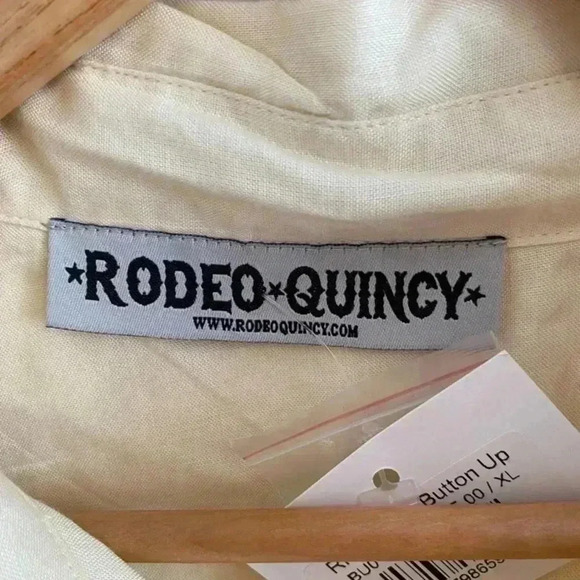 ★RODEO★QUINCY★
WWW.RODEOQUINCY.COM
Button Up
.00 / XL